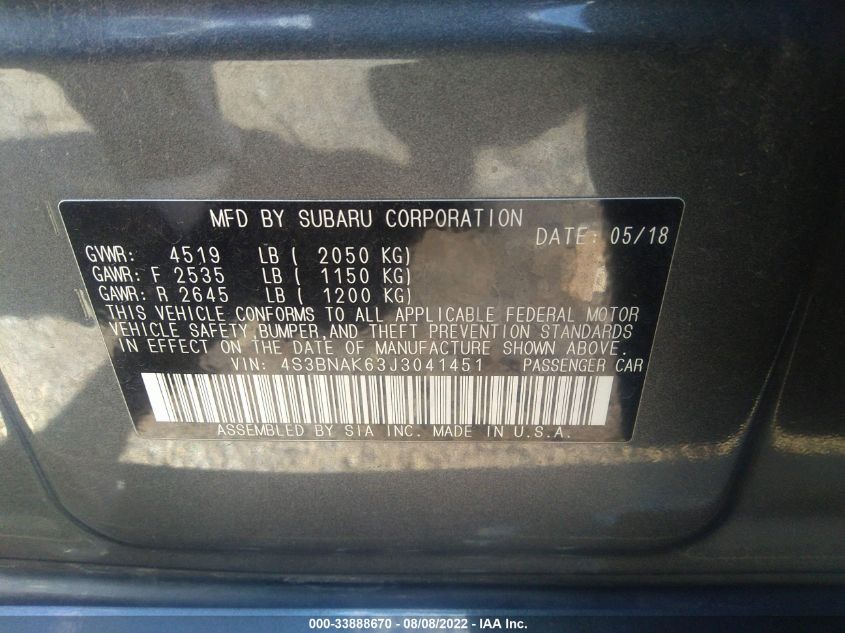 MFD BY SUBARU CORPORATION
DATE: 05/18
GVWR: 4519 LB ( 2050 KG)
GAWR: F 2535 LB ( 1150 KG)
GAWR: R 2645 LB ( 1200 KG)
THIS VEHICLE CONFORMS TO ALL APPLICABLE FEDERAL MOTOR
VEHICLE SAFETY,BUMPER,AND THEFT PREVENTION STANDARDS
IN EFFECT ON THE DATE OF MANUFACTURE SHOWN ABOVE.
VIN: 4S3BNAK63J3041451 PASSENGER CAR
ASSEMBLED BY SIA INC. MADE IN U.S.A.
000-33888670 - 08/08/2022 - IAA